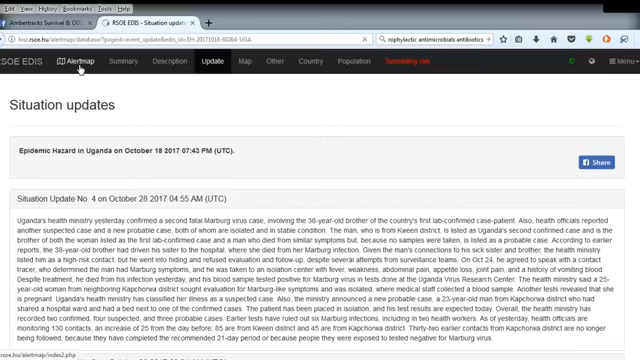 Edit View History Bookmarks Tools Help
Ambertracks Survival & ODI RSOE EDIS - Situation updates
hisz.rsoe.hu/alertmap/database/?pageid=event_update&edis_id=EH-20171018-60264-UGA rophylactic antimicrobials antibiotics
RSOE EDIS Alertmap Summary Description Update Map Other Country Population Spreading risk Menu
Situation updates
Epidemic Hazard in Uganda on October 18 2017 07:43 PM (UTC).
Share
Situation Update No. 4 on October 28 2017 04:55 AM (UTC)
Uganda's health ministry yesterday confirmed a second fatal Marburg virus case, involving the 38-year-old brother of the country's first lab-confirmed case-patient. Also, health officials reported
another suspected case and a new probable case, both of whom are isolated and in stable condition. The man, who is from Kween district, is listed as Uganda's second confirmed case and is the
brother of both the woman listed as the first lab-confirmed case and a man who died from similar symptoms but, because no samples were taken, is listed as a probable case. According to earlier
reports, the 38-year-old brother had driven his sister to the hospital, where she died from her Marburg infection. Given the man's connections to his sick sister and brother, the health ministry
listed him as a high-risk contact, but he went into hiding and refused evaluation and follow-up, despite several attempts from surveillance teams. On Oct 24, he agreed to speak with a contact
tracer, who determined the man had Marburg symptoms, and he was taken to an isolation center with fever, weakness, abdominal pain, appetite loss, joint pain, and a history of vomiting blood.
Despite treatment, he died from his infection yesterday, and his blood sample tested positive for Marburg virus in tests done at the Uganda Virus Research Center. The health ministry said a 25-
year-old woman from neighboring Kapchorwa district sought evaluation for Marburg-like symptoms yesterday, where medical staff collected a blood sample. Another tests revealed that she
is pregnant. Uganda's health ministry has classified her illness as a suspected case. Also, the ministry announced a new probable case, a 23-year-old man from Kapchorwa district who had
shared a hospital ward and had a bed next to one of the confirmed cases. The patient has been placed in isolation, and his test results are expected today. Overall, the health ministry has
recorded two confirmed, four suspected, and three probable cases. Earlier tests have ruled out six Marburg infections, including in two health workers. As of yesterday, health officials are
monitoring 130 contacts, an increase of 25 from the day before; 85 are from Kween district and 45 are from Kapchorwa district. Thirty-two earlier contacts from Kapchorwa district are no longer
being followed, because they have completed the recommended 21-day period or because they were exposed to tested negative for Marburg virus.
rsoe.hu/alertmap/index2.php